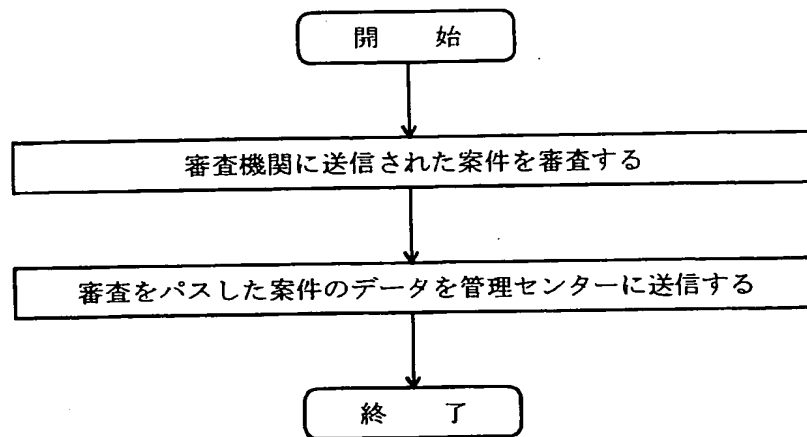 開　始
審査機関に送信された案件を審査する
審査をパスした案件のデータを管理センターに送信する
終　了